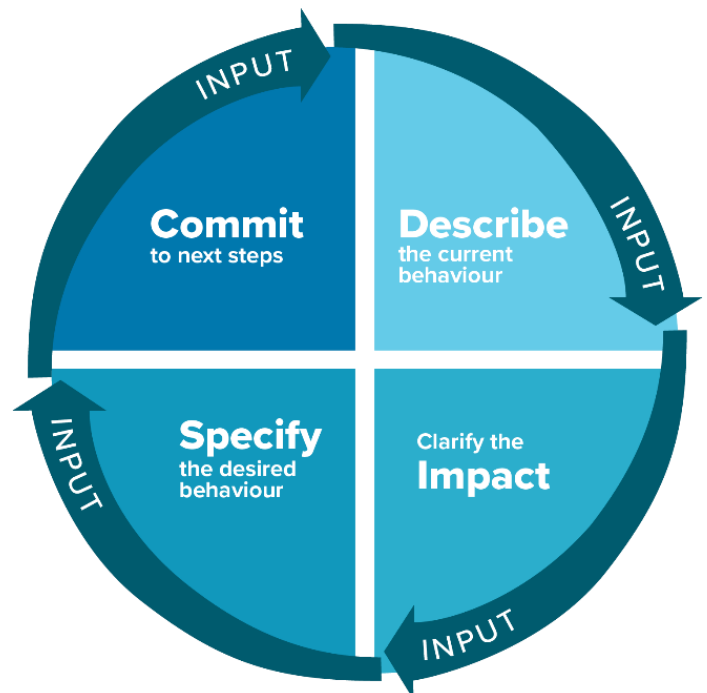 INPUT
Commit
to next steps
Describe
the current
behaviour
INPUT
Specify
the desired
behaviour
Clarify the
Impact
INPUT
INPUT